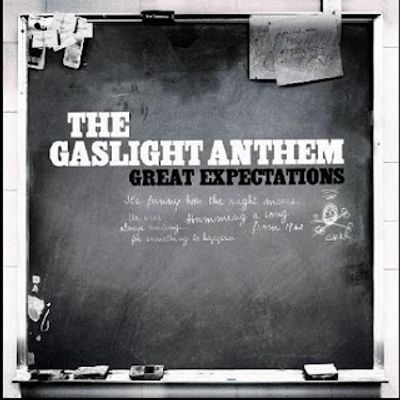 THE
GASLIGHT ANTHEM
GREAT EXPECTATIONS
It's funny how the night moves
We are
always waiting
for something to happen
Humming a song
from 1962